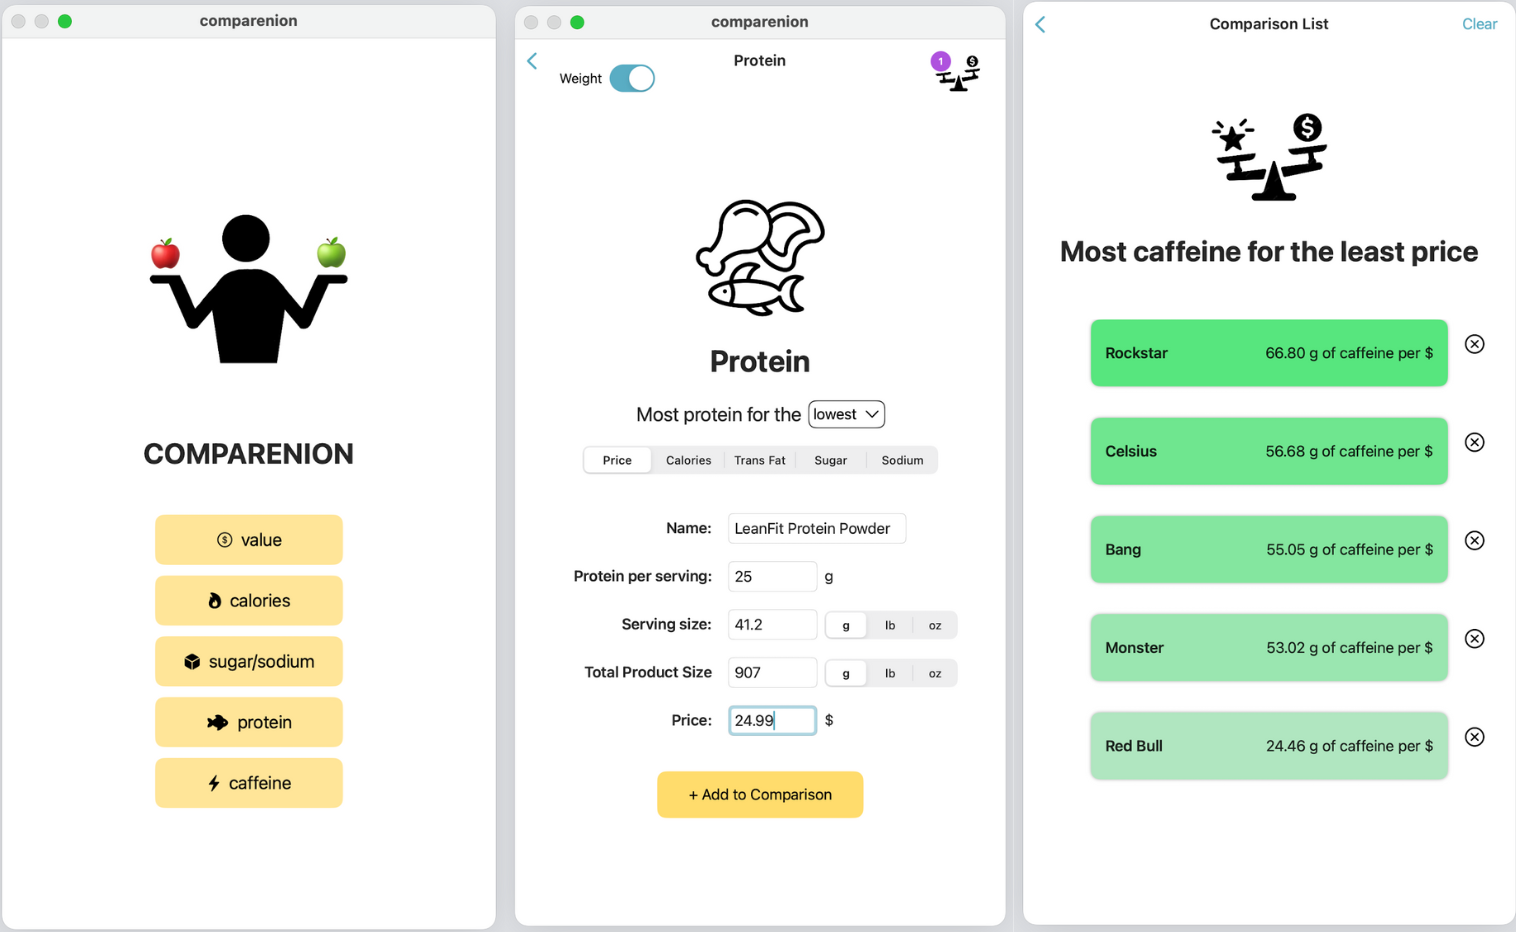 comparenion
COMPARENION
value
calories
sugar/sodium
protein
caffeine
comparenion
Protein
Weight
1
$
Protein
Most protein for the lowest
Price Calories Trans Fat Sugar Sodium
Name: LeanFit Protein Powder
Protein per serving: 25 g
Serving size: 41.2 g lb oz
Total Product Size 907 g lb oz
Price: 24.99 $
+ Add to Comparison
Comparison List Clear
$
Most caffeine for the least price
Rockstar 66.80 g of caffeine per $
Celsius 56.68 g of caffeine per $
Bang 55.05 g of caffeine per $
Monster 53.02 g of caffeine per $
Red Bull 24.46 g of caffeine per $